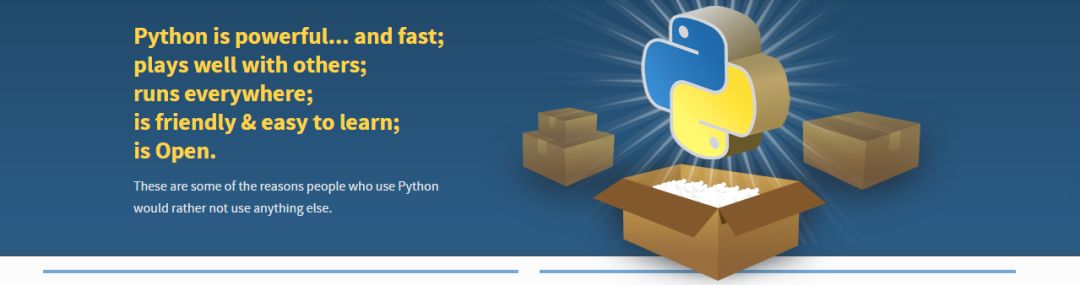 Python is powerful... and fast;
plays well with others;
runs everywhere;
is friendly & easy to learn;
is Open.
These are some of the reasons people who use Python
would rather not use anything else.